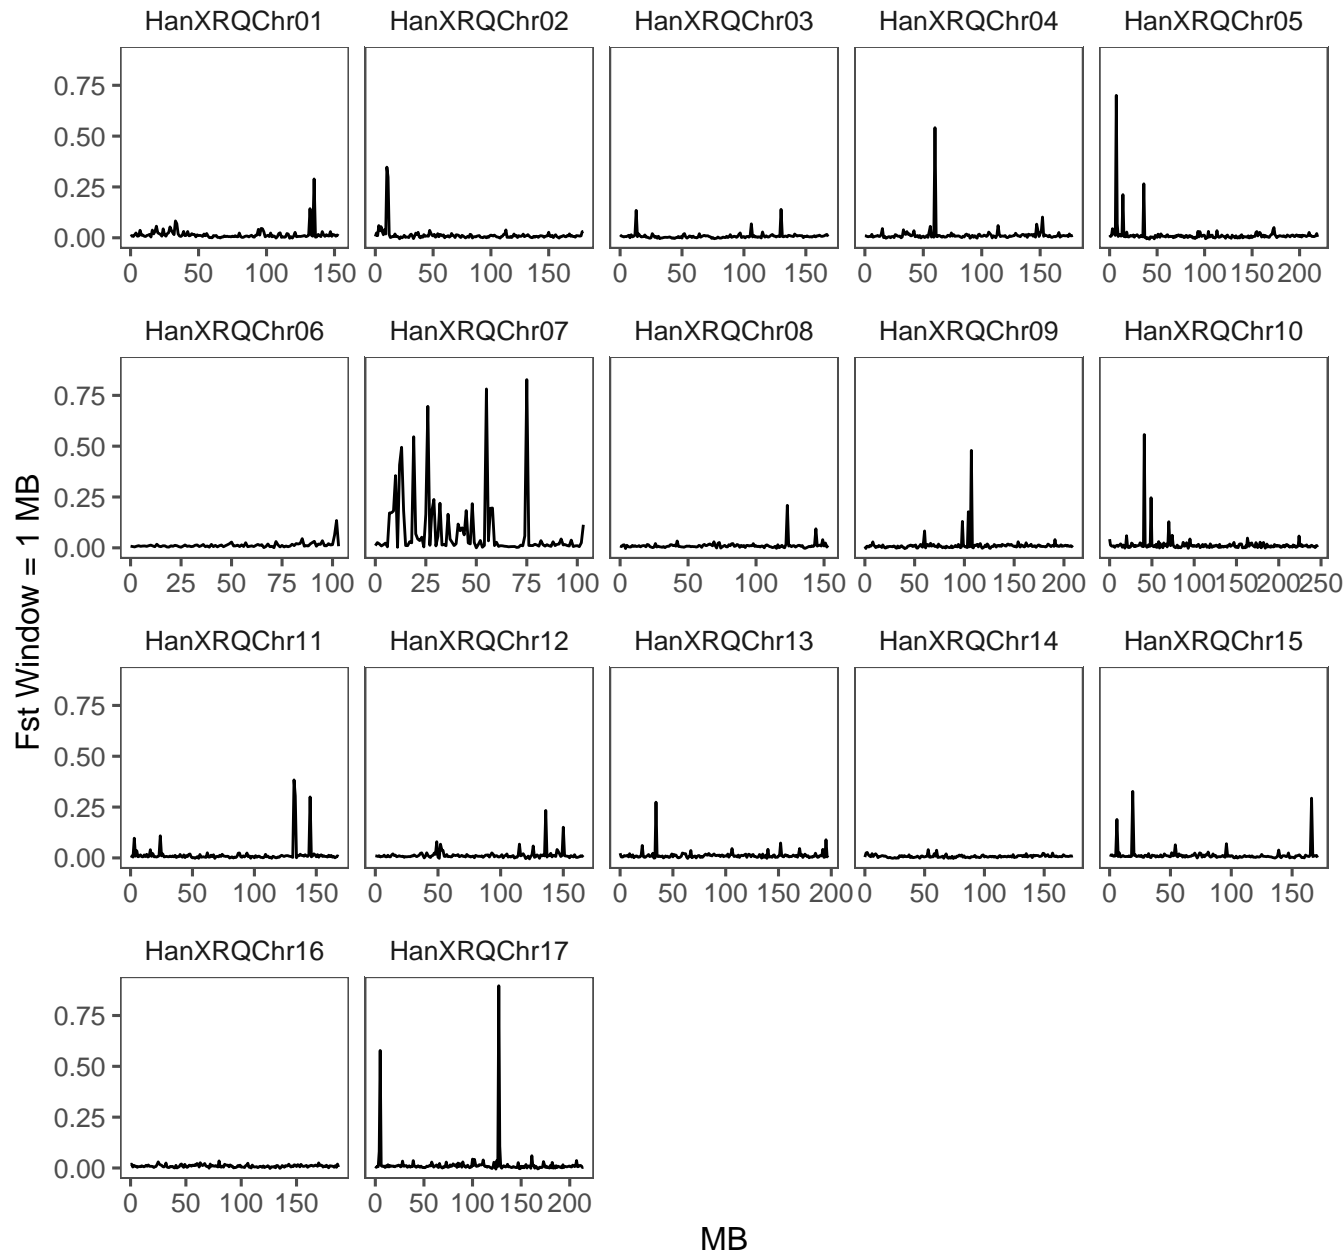 HanXRQChr01 HanXRQChr02 HanXRQChr03 HanXRQChr04 HanXRQChr05
0.75
0.50
0.25
0.00
0 50 100 150 0 50 100 150 0 50 100 150 0 50 100 150 0 50 100 150 200
HanXRQChr06 HanXRQChr07 HanXRQChr08 HanXRQChr09 HanXRQChr10
0.75
0.50
0.25
0.00
0 25 50 75 100 0 25 50 75 100 0 50 100 150 0 50 100 150 200 0 50 100 150 200 250
Fst Window = 1 MB
HanXRQChr11 HanXRQChr12 HanXRQChr13 HanXRQChr14 HanXRQChr15
0.75
0.50
0.25
0.00
0 50 100 150 0 50 100 150 0 50 100 150 200 0 50 100 150 0 50 100 150
HanXRQChr16 HanXRQChr17
0.75
0.50
0.25
0.00
0 50 100 150 0 50 100 150 200
MB